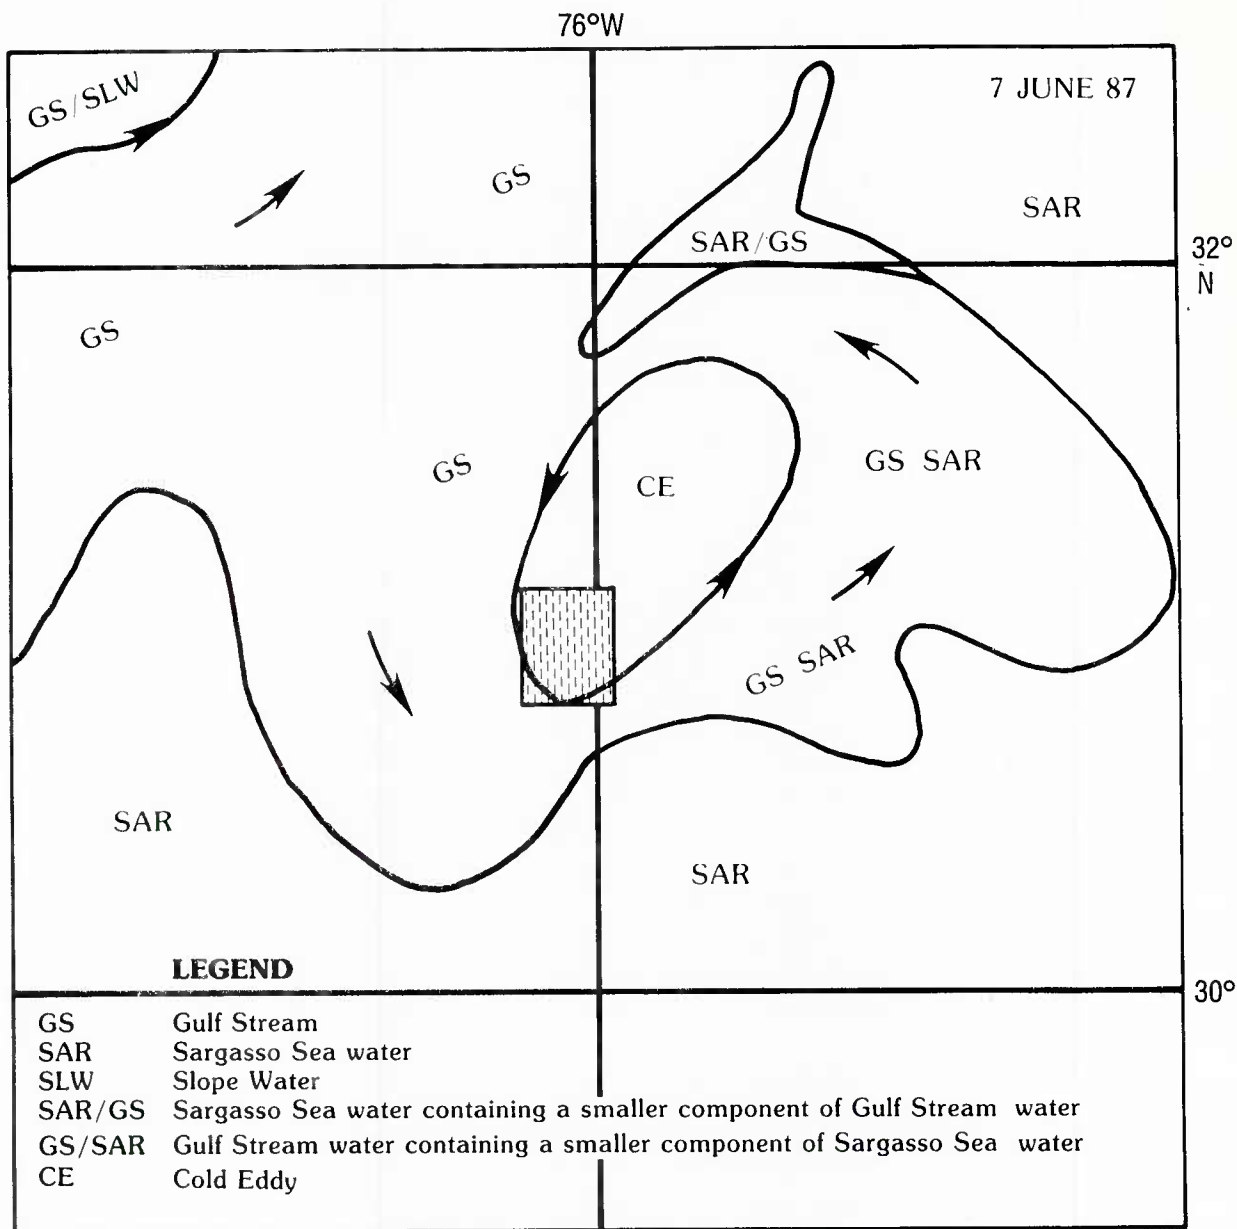 76°W
GS/SLW
7 JUNE 87
GS
SAR
SAR/GS
32°
N
GS
GS
CE
GS SAR
GS SAR
SAR
SAR
LEGEND
30°
GS Gulf Stream
SAR Sargasso Sea water
SLW Slope Water
SAR/GS Sargasso Sea water containing a smaller component of Gulf Stream water
GS/SAR Gulf Stream water containing a smaller component of Sargasso Sea water
CE Cold Eddy